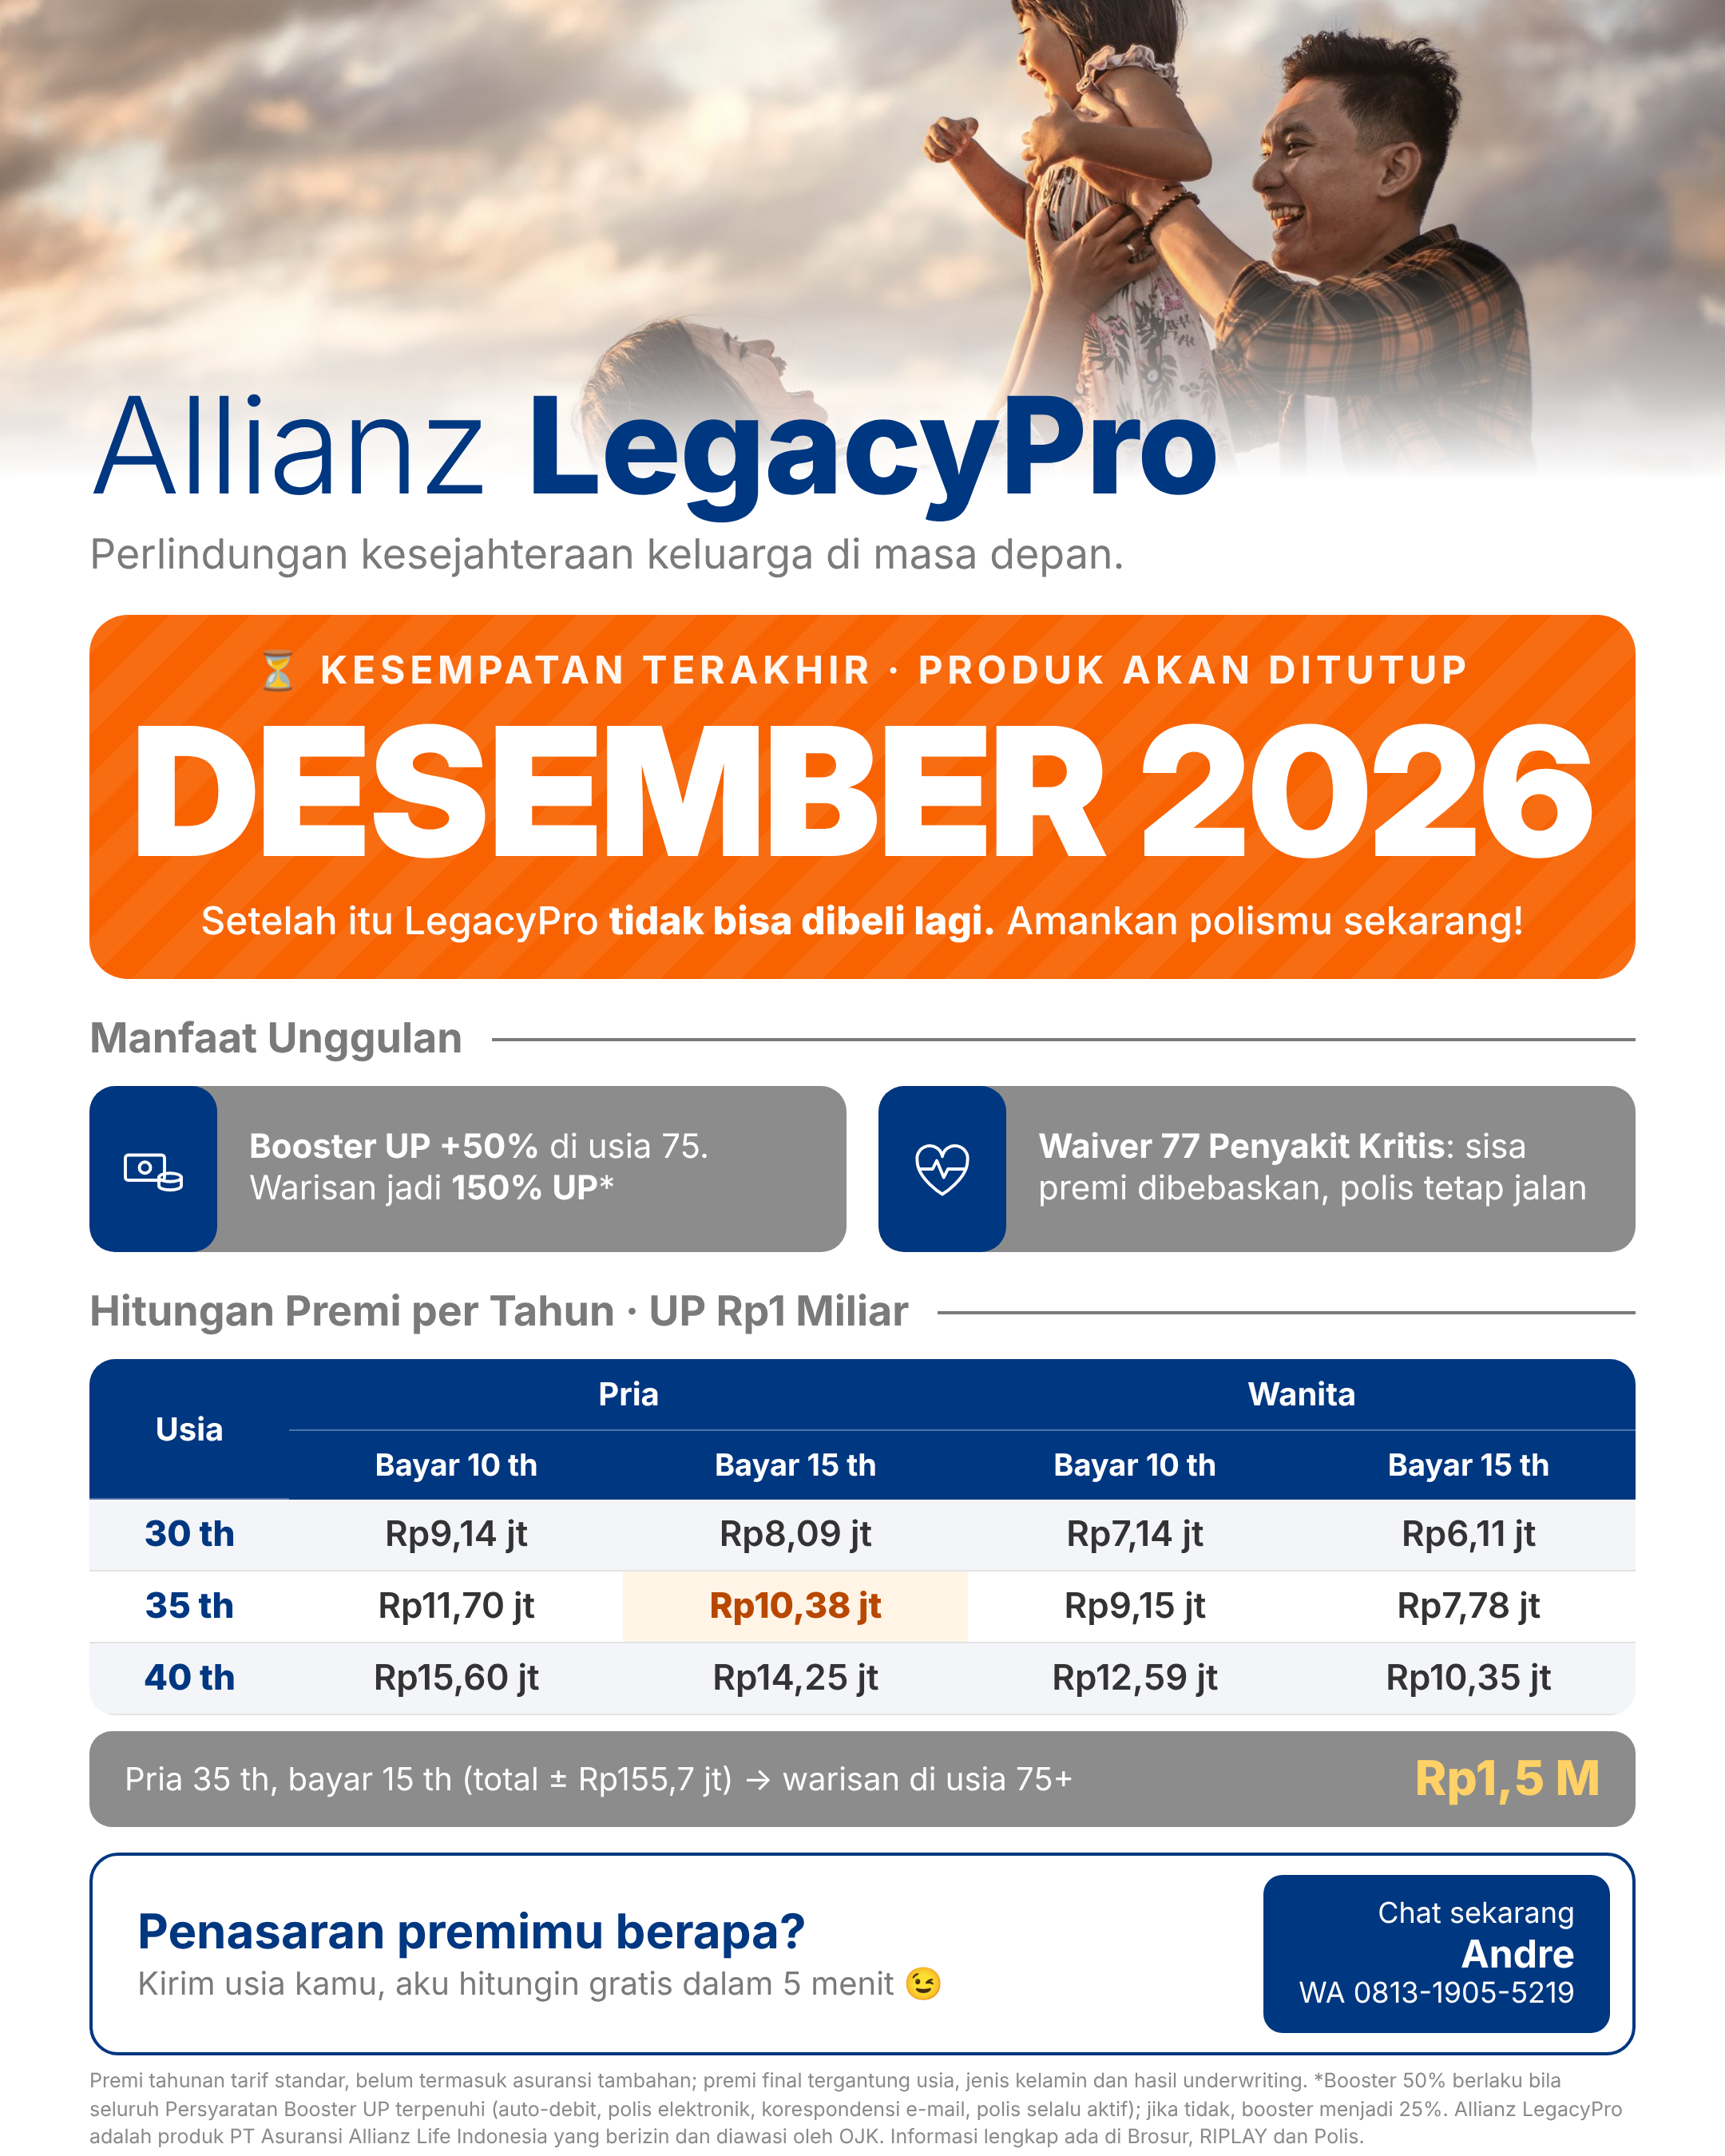 Allianz LegacyPro
Perlindungan kesejahteraan keluarga di masa depan.
⏳ KESEMPATAN TERAKHIR · PRODUK AKAN DITUTUP
DESEMBER 2026
Setelah itu LegacyPro tidak bisa dibeli lagi. Amankan polismu sekarang!
Manfaat Unggulan
Booster UP +50% di usia 75.
Warisan jadi 150% UP*
Waiver 77 Penyakit Kritis: sisa
premi dibebaskan, polis tetap jalan
Hitungan Premi per Tahun · UP Rp1 Miliar
Usia Pria Wanita
Bayar 10 th Bayar 15 th Bayar 10 th Bayar 15 th
30 th Rp9,14 jt Rp8,09 jt Rp7,14 jt Rp6,11 jt
35 th Rp11,70 jt Rp10,38 jt Rp9,15 jt Rp7,78 jt
40 th Rp15,60 jt Rp14,25 jt Rp12,59 jt Rp10,35 jt
Pria 35 th, bayar 15 th (total ± Rp155,7 jt) → warisan di usia 75+ Rp1,5 M
Penasaran premimu berapa?
Kirim usia kamu, aku hitungin gratis dalam 5 menit 😉
Chat sekarang
Andre
WA 0813-1905-5219
Premi tahunan tarif standar, belum termasuk asuransi tambahan; premi final tergantung usia, jenis kelamin dan hasil underwriting. *Booster 50% berlaku bila
seluruh Persyaratan Booster UP terpenuhi (auto-debit, polis elektronik, korespondensi e-mail, polis selalu aktif); jika tidak, booster menjadi 25%. Allianz LegacyPro
adalah produk PT Asuransi Allianz Life Indonesia yang berizin dan diawasi oleh OJK. Informasi lengkap ada di Brosur, RIPLAY dan Polis.